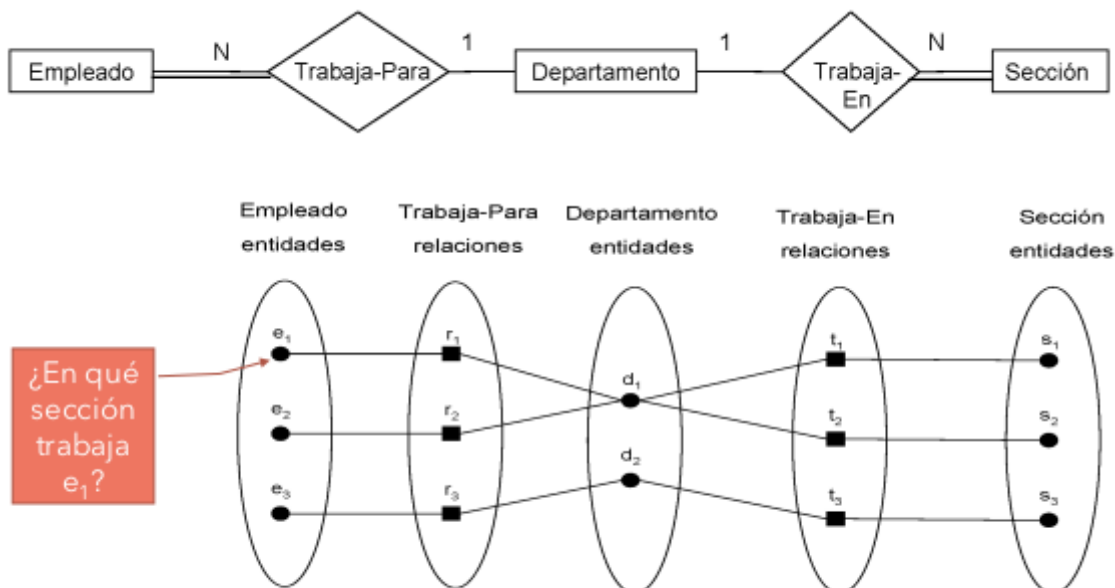 N
1
1
N
Empleado
Trabaja-Para
Departamento
Trabaja-
En
Sección
Empleado
entidades
Trabaja-Para
relaciones
Departamento
entidades
Trabaja-En
relaciones
Sección
entidades
¿En qué
sección
trabaja
e₁?
e₁
e₂
e₃
r₁
r₂
r₃
d₁
d₂
t₁
t₂
t₃
s₁
s₂
s₃